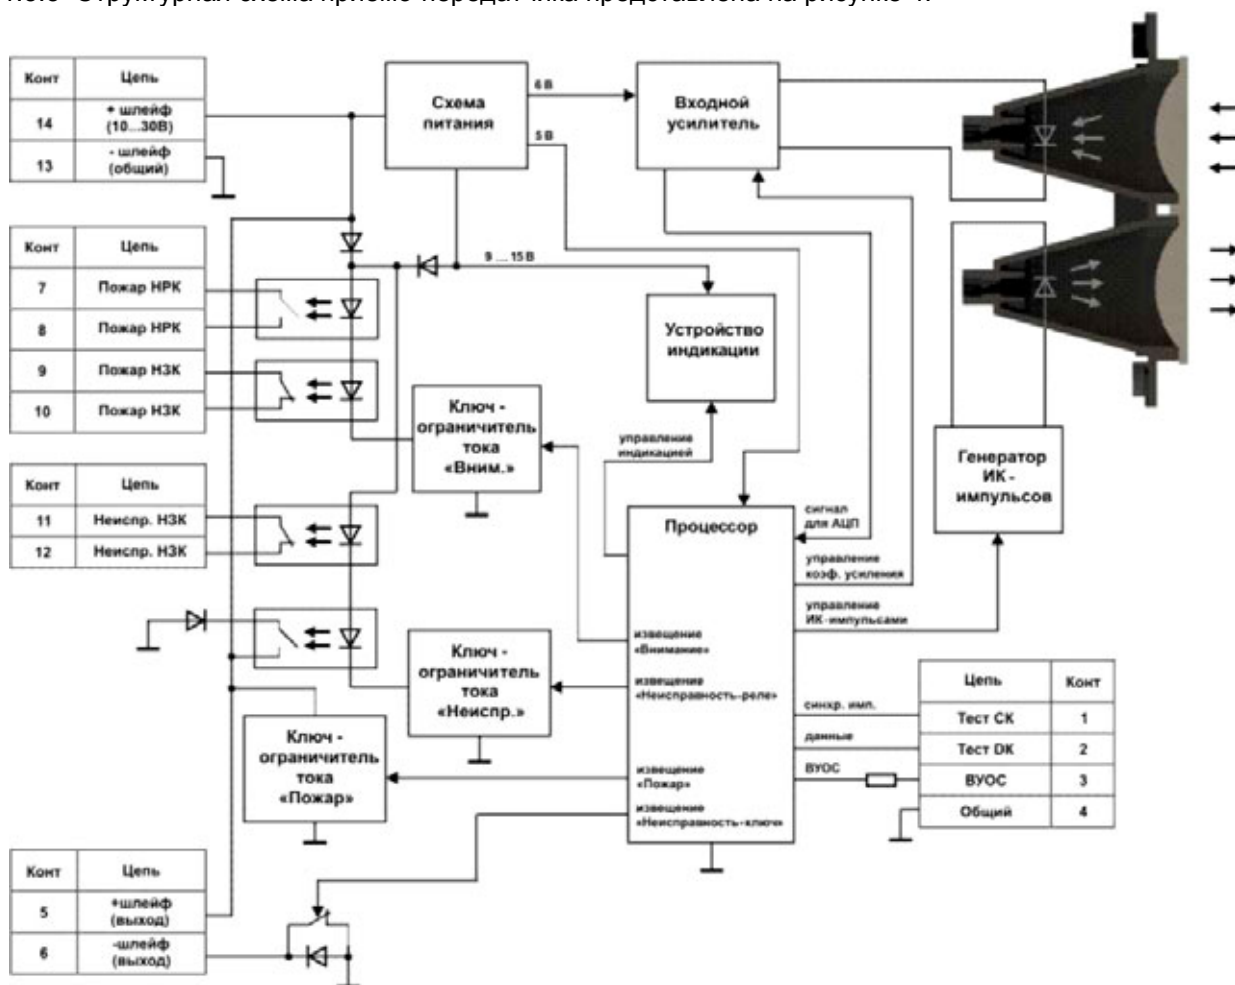 Конт Цепь
14 + шлейф (10...30В)
13 - шлейф (общий)
Схема
питания
6 В
5 В
Входной
усилитель
Конт Цепь
7 Пожар НРК
8 Пожар НРК
9 Пожар НЗК
10 Пожар НЗК
9 ... 15 В
Устройство
индикации
Ключ -
ограничитель
тока
«Вним.»
управление
индикацией
Генератор
ИК -
импульсов
Конт Цепь
11 Неиспр. НЗК
12 Неиспр. НЗК
Процессор
сигнал
для АЦП
управление
коэф. усиления
управление
ИК-импульсами
извещение
«Внимание»
извещение
«Неисправность-реле»
извещение
«Пожар»
извещение
«Неисправность-ключ»
Ключ -
ограничитель
тока
«Неиспр.»
Ключ -
ограничитель
тока
«Пожар»
синхр. имп.
данные
ВУОС
Цепь Конт
Тест СК 1
Тест DК 2
ВУОС 3
Общий 4
Конт Цепь
5 +шлейф (выход)
6 -шлейф (выход)